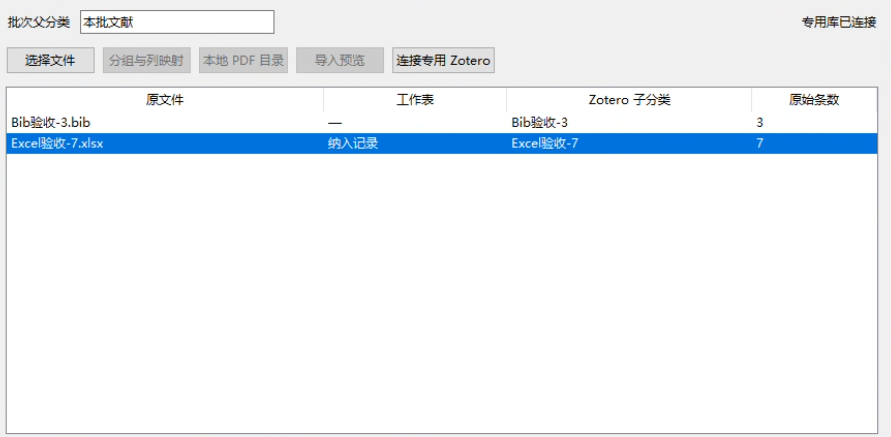 批次父分类 本批文献 专用库已连接
选择文件 分组与列映射 本地 PDF 目录 导入预览 连接专用 Zotero
原文件 工作表 Zotero 子分类 原始条数
Bib验收-3.bib — Bib验收-3 3
Excel验收-7.xlsx 纳入记录 Excel验收-7 7